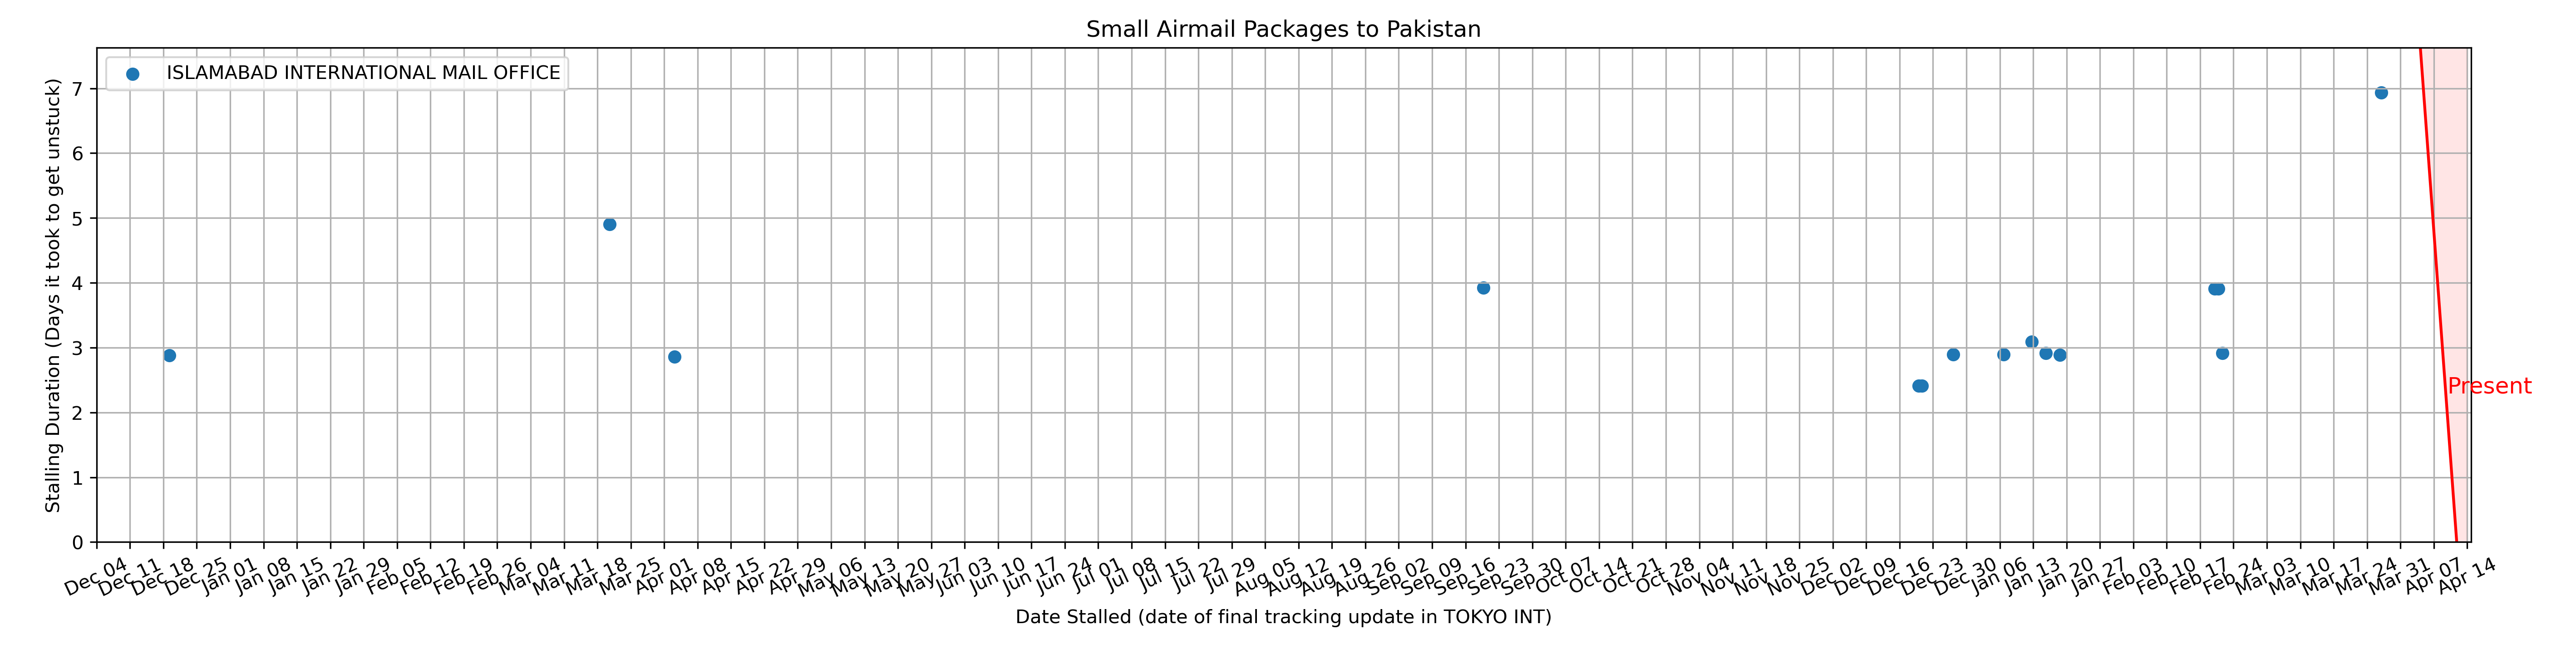 Small Airmail Packages to Pakistan
ISLAMABAD INTERNATIONAL MAIL OFFICE
Stalling Duration (Days it took to get unstuck)
7
6
5
4
3
2
1
0
Present
Dec 04
Dec 11
Dec 18
Dec 25
Jan 01
Jan 08
Jan 15
Jan 22
Jan 29
Feb 05
Feb 12
Feb 19
Feb 26
Mar 04
Mar 11
Mar 18
Mar 25
Apr 01
Apr 08
Apr 15
Apr 22
Apr 29
May 06
May 13
May 20
May 27
Jun 03
Jun 10
Jun 17
Jun 24
Jul 01
Jul 08
Jul 15
Jul 22
Jul 29
Aug 05
Aug 12
Aug 19
Aug 26
Sep 02
Sep 09
Sep 16
Sep 23
Sep 30
Oct 07
Oct 14
Oct 21
Oct 28
Nov 04
Nov 11
Nov 18
Nov 25
Dec 02
Dec 09
Dec 16
Dec 23
Dec 30
Jan 06
Jan 13
Jan 20
Jan 27
Feb 03
Feb 10
Feb 17
Feb 24
Mar 03
Mar 10
Mar 17
Mar 24
Mar 31
Apr 07
Apr 14
Date Stalled (date of final tracking update in TOKYO INT)